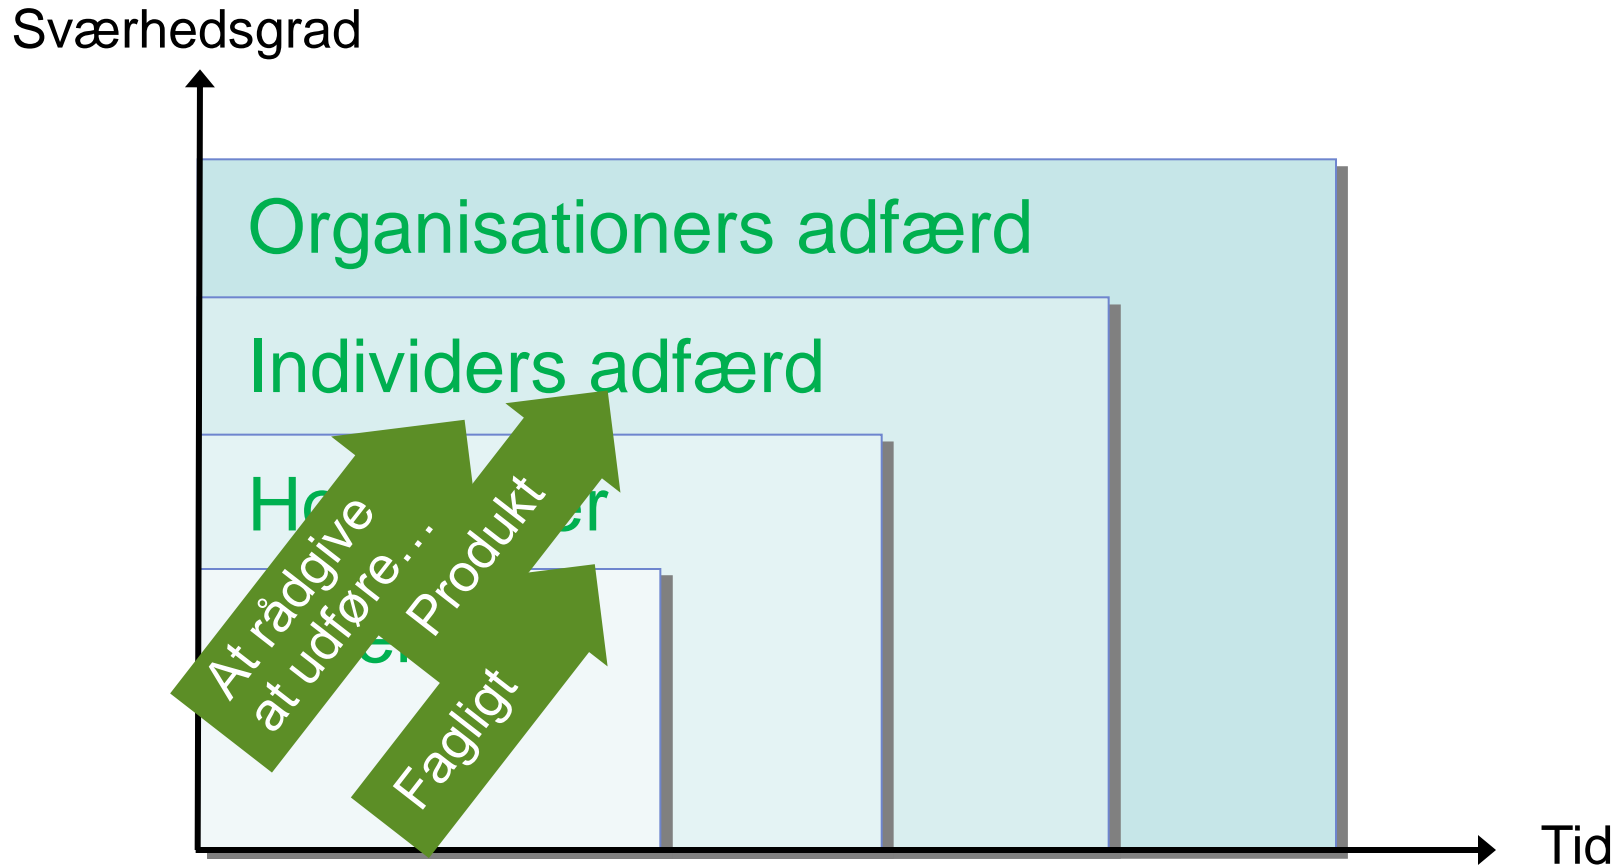 Sværhedsgrad
Organisationers adfærd
Individers adfærd
At rådgive
at udføre…
Produkt
Fagligt
Tid